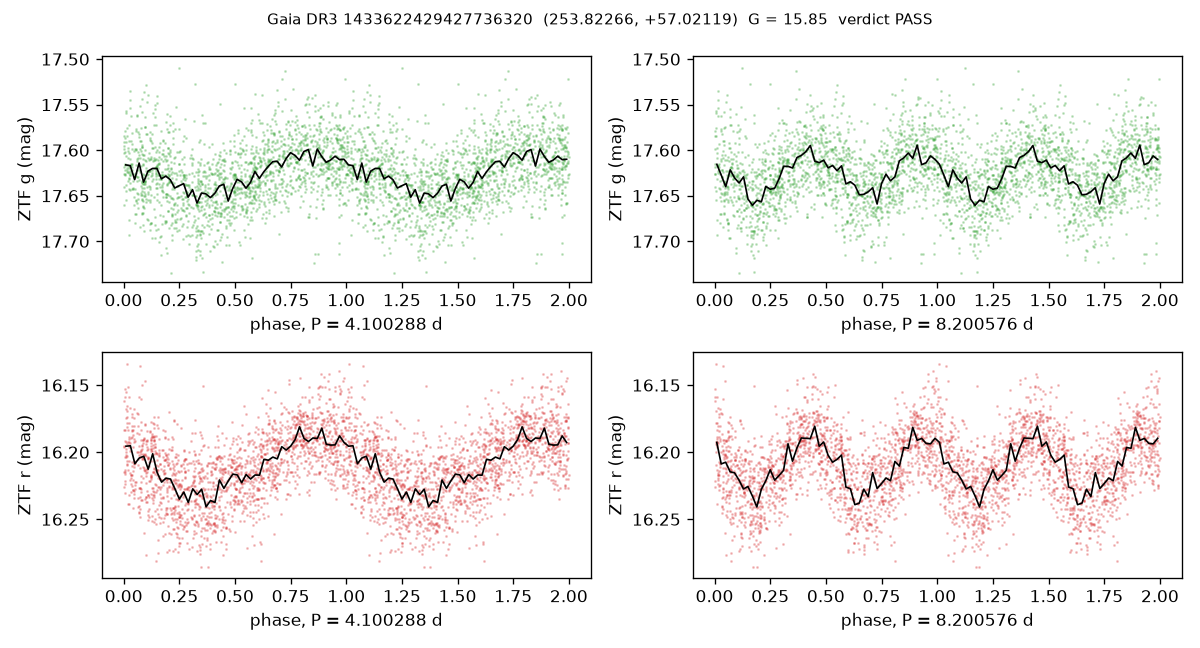 Gaia DR3 1433622429427736320  (253.82266, +57.02119)  G = 15.85  verdict PASS
ZTF g (mag)
17.50
17.55
17.60
17.65
17.70
0.00 0.25 0.50 0.75 1.00 1.25 1.50 1.75 2.00
phase, P = 4.100288 d
ZTF g (mag)
17.50
17.55
17.60
17.65
17.70
0.00 0.25 0.50 0.75 1.00 1.25 1.50 1.75 2.00
phase, P = 8.200576 d
ZTF r (mag)
16.15
16.20
16.25
0.00 0.25 0.50 0.75 1.00 1.25 1.50 1.75 2.00
phase, P = 4.100288 d
ZTF r (mag)
16.15
16.20
16.25
0.00 0.25 0.50 0.75 1.00 1.25 1.50 1.75 2.00
phase, P = 8.200576 d